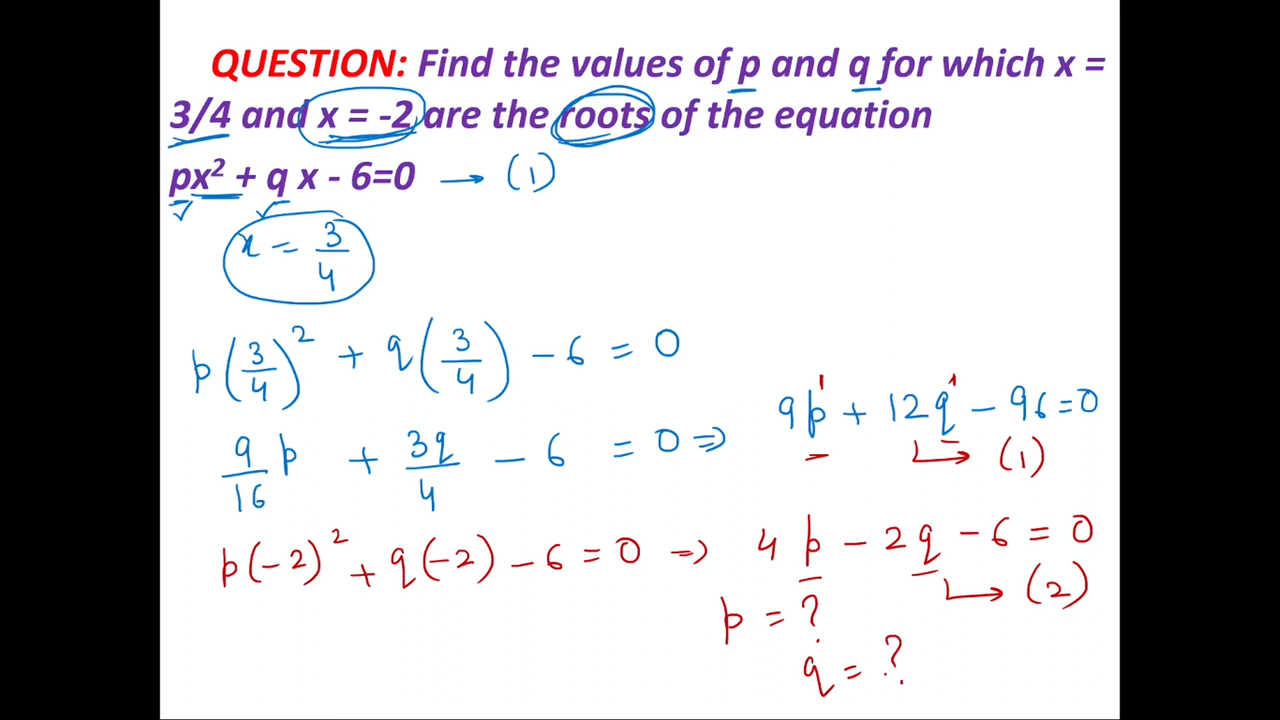 QUESTION: Find the values of p and q for which x =
3/4 and x = -2 are the roots of the equation
px² + q x - 6=0 → (1)
x = 3/4
p(3/4)² + q(3/4) - 6 = 0
9/16 p + 3q/4 - 6 = 0 ⇒ 9p + 12q - 96=0
→ (1)
p(-2)² + q(-2) - 6 = 0 ⇒ 4p - 2q - 6 = 0
→ (2)
p = ?
q = ?